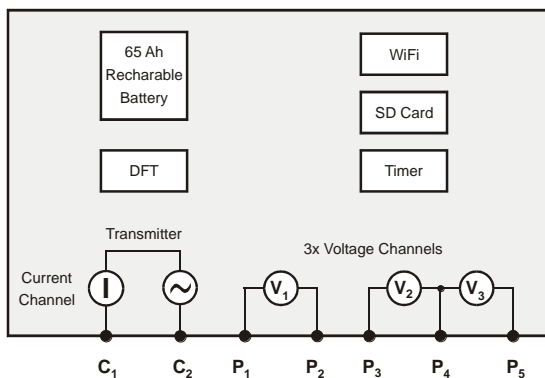 65 Ah
Recharable
Battery
WiFi
SD Card
DFT
Timer
Transmitter
3x Voltage Channels
Current
Channel
I
~
V1
V2
V3
C1
C2
P1
P2
P3
P4
P5